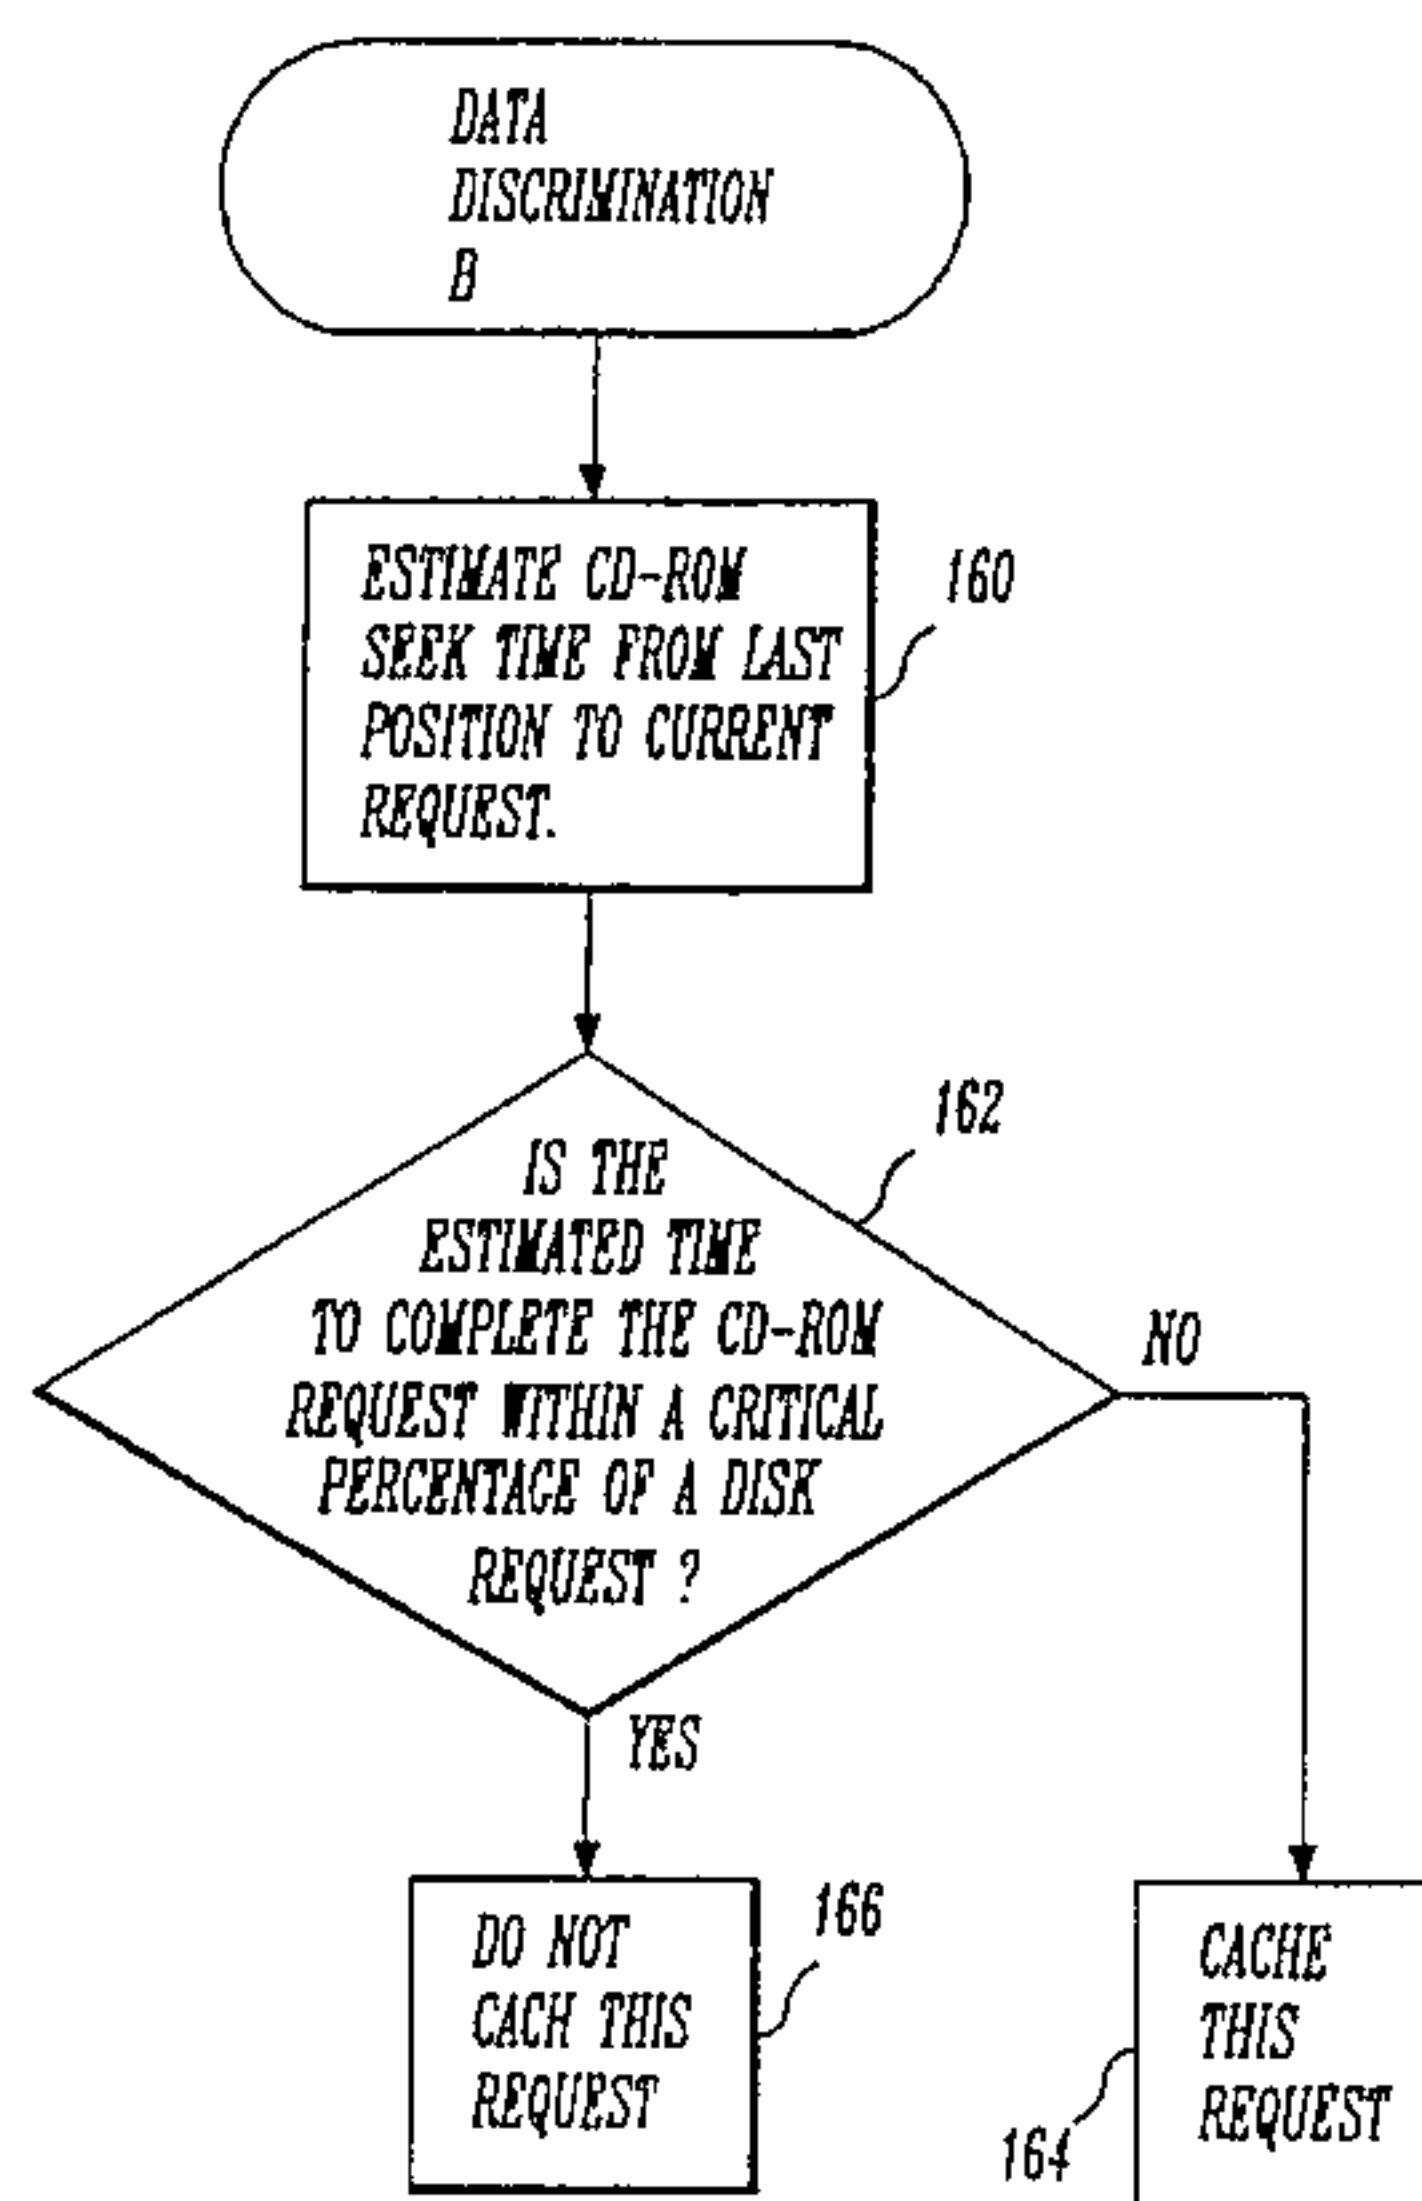 DATA
DISCRIMINATION
B
ESTIMATE CD-ROM
SEEK TIME FROM LAST
POSITION TO CURRENT
REQUEST.
160
162
IS THE
ESTIMATED TIME
TO COMPLETE THE CD-ROM
REQUEST WITHIN A CRITICAL
PERCENTAGE OF A DISK
REQUEST ?
NO
YES
DO NOT
CACH THIS
REQUEST
166
CACHE
THIS
REQUEST
164